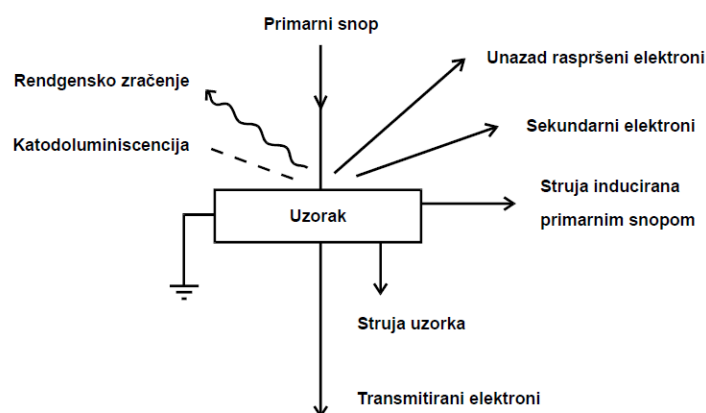 Primarni snop
Unazad raspršeni elektroni
Rendgensko zračenje
Sekundarni elektroni
Katodoluminiscencija
Struja inducirana
primarnim snopom
Uzorak
Struja uzorka
Transmitirani elektroni